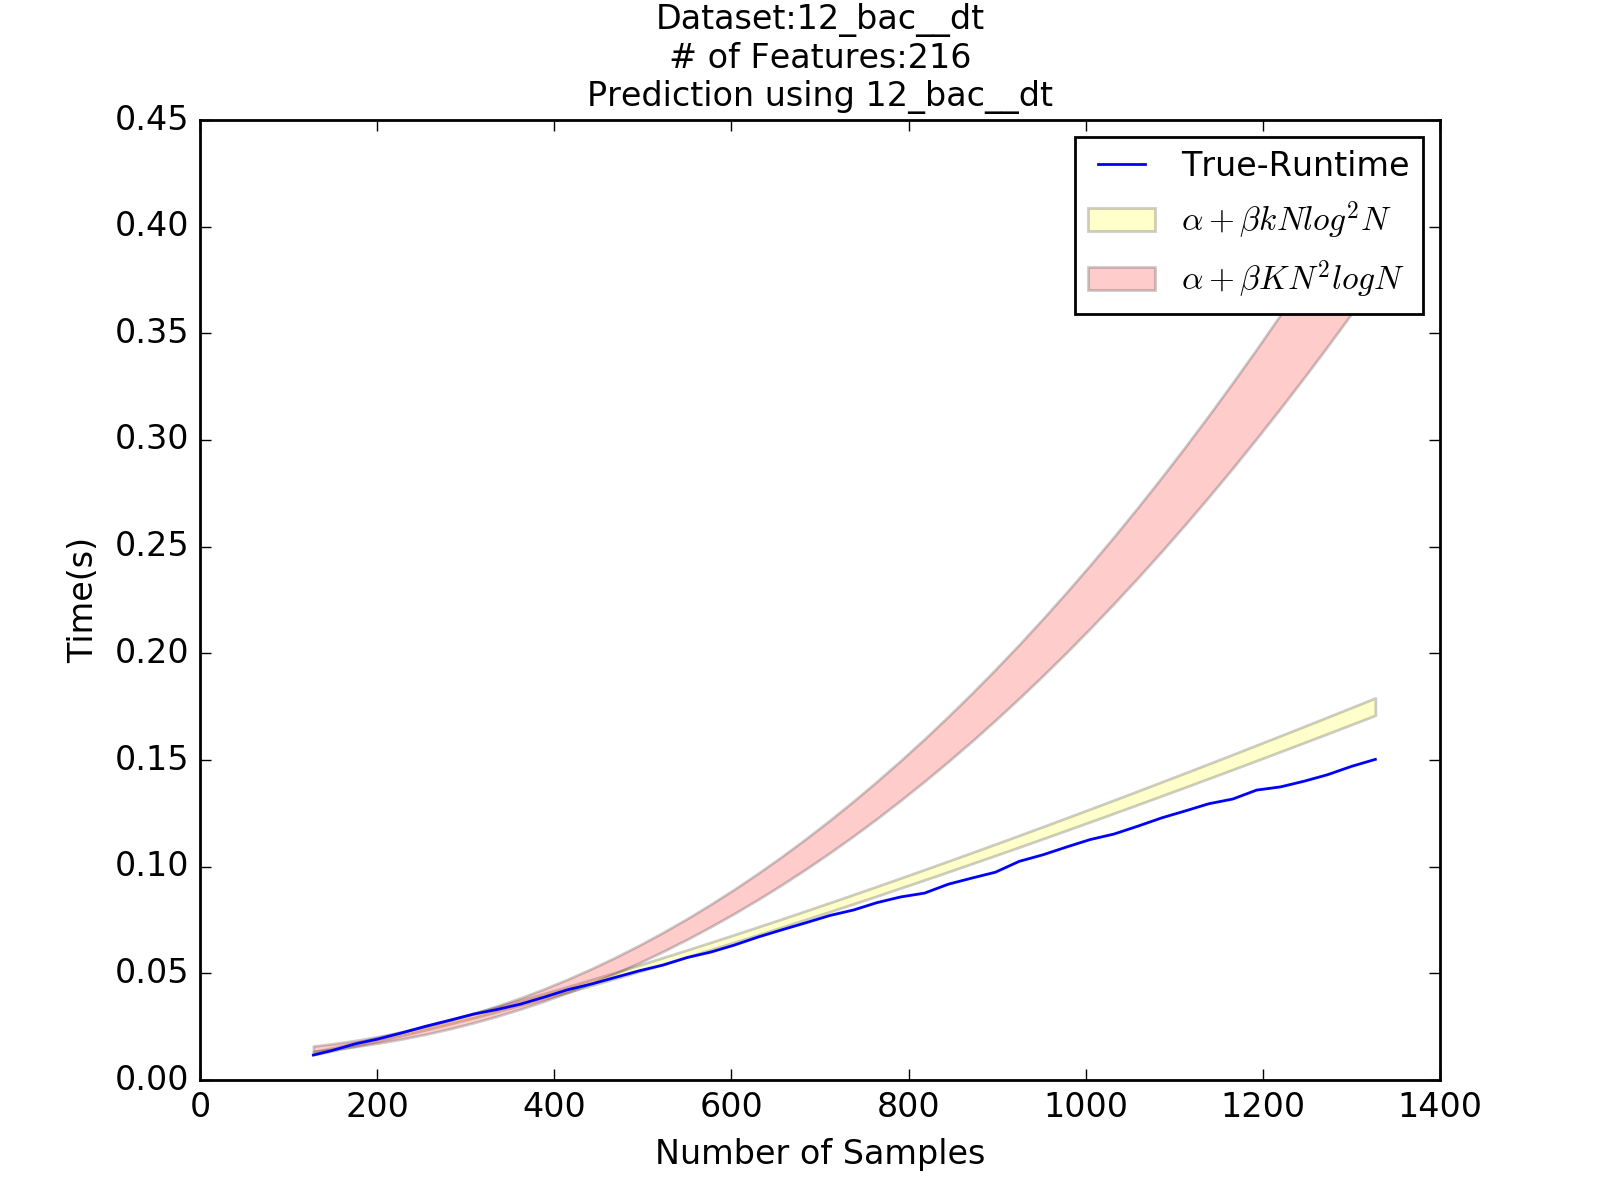 Dataset:12_bac__dt
# of Features:216
Prediction using 12_bac__dt
0.45
0.40
0.35
0.30
0.25
0.20
0.15
0.10
0.05
0.00
Time(s)
True-Runtime
α + βkNlog²N
α + βKN²logN
0 200 400 600 800 1000 1200 1400
Number of Samples